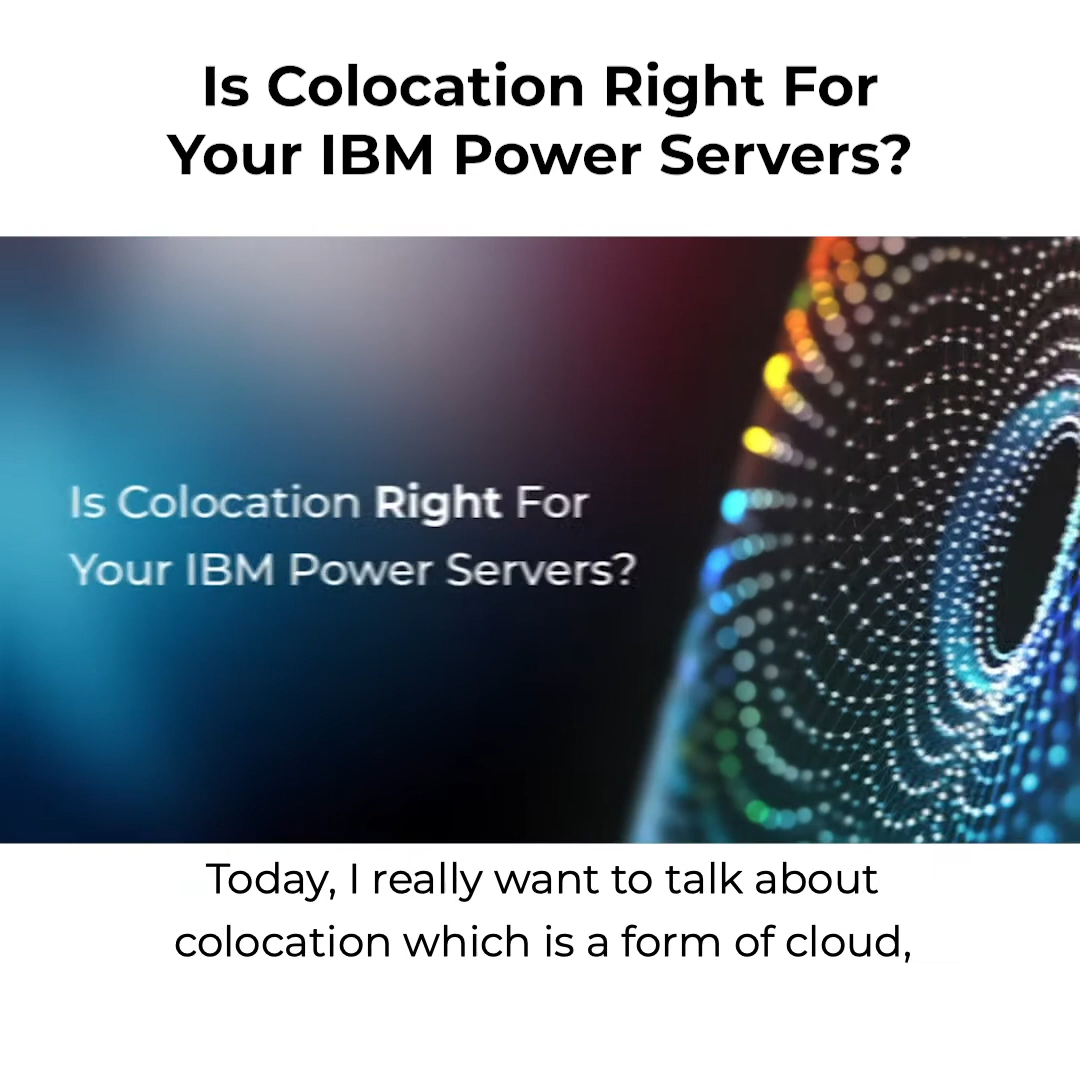 Is Colocation Right For
Your IBM Power Servers?
Is Colocation Right For
Your IBM Power Servers?
Today, I really want to talk about
colocation which is a form of cloud,